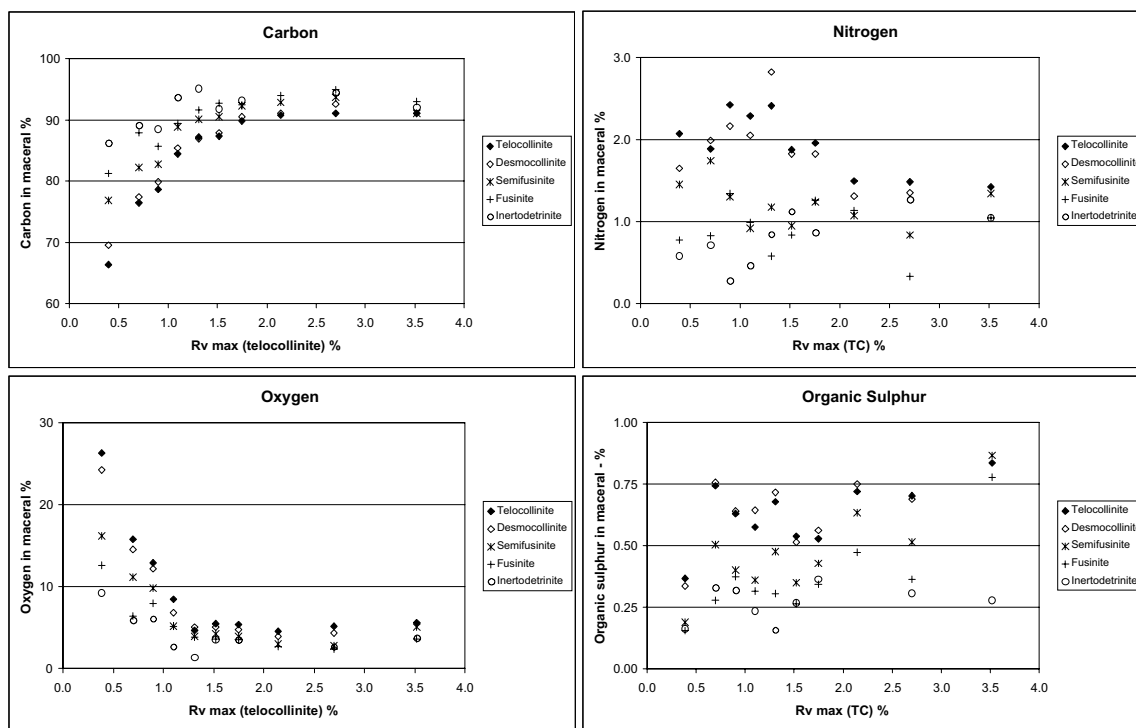 Carbon
Carbon in maceral %
100
90
80
70
60
0.0 0.5 1.0 1.5 2.0 2.5 3.0 3.5 4.0
Rv max (telocollinite) %
Telocollinite
Desmocollinite
Semifusinite
Fusinite
Inertodetrinite
Nitrogen
Nitrogen in maceral %
3.0
2.0
1.0
0.0
0.0 0.5 1.0 1.5 2.0 2.5 3.0 3.5 4.0
Rv max (TC) %
Telocollinite
Desmocollinite
Semifusinite
Fusinite
Inertodetrinite
Oxygen
Oxygen in maceral %
30
20
10
0
0.0 0.5 1.0 1.5 2.0 2.5 3.0 3.5 4.0
Rv max (telocollinite) %
Telocollinite
Desmocollinite
Semifusinite
Fusinite
Inertodetrinite
Organic Sulphur
Organic sulphur in maceral - %
1.00
0.75
0.50
0.25
0.00
0.0 0.5 1.0 1.5 2.0 2.5 3.0 3.5 4.0
Rv max (TC) %
Telocollinite
Desmocollinite
Semifusinite
Fusinite
Inertodetrinite